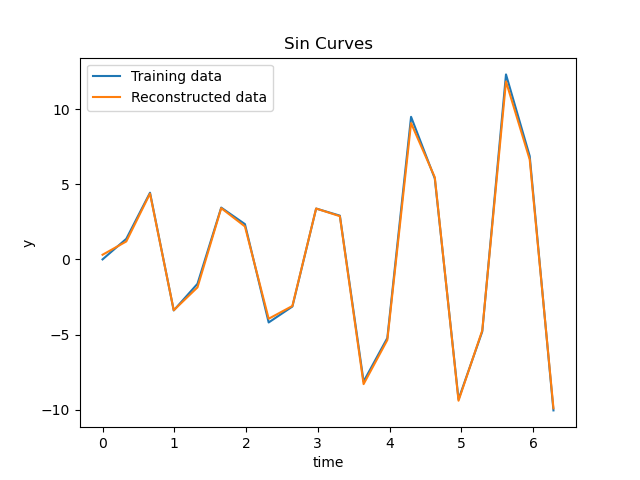 Sin Curves
Training data
Reconstructed data
10
5
0
−5
−10
y
0 1 2 3 4 5 6
time